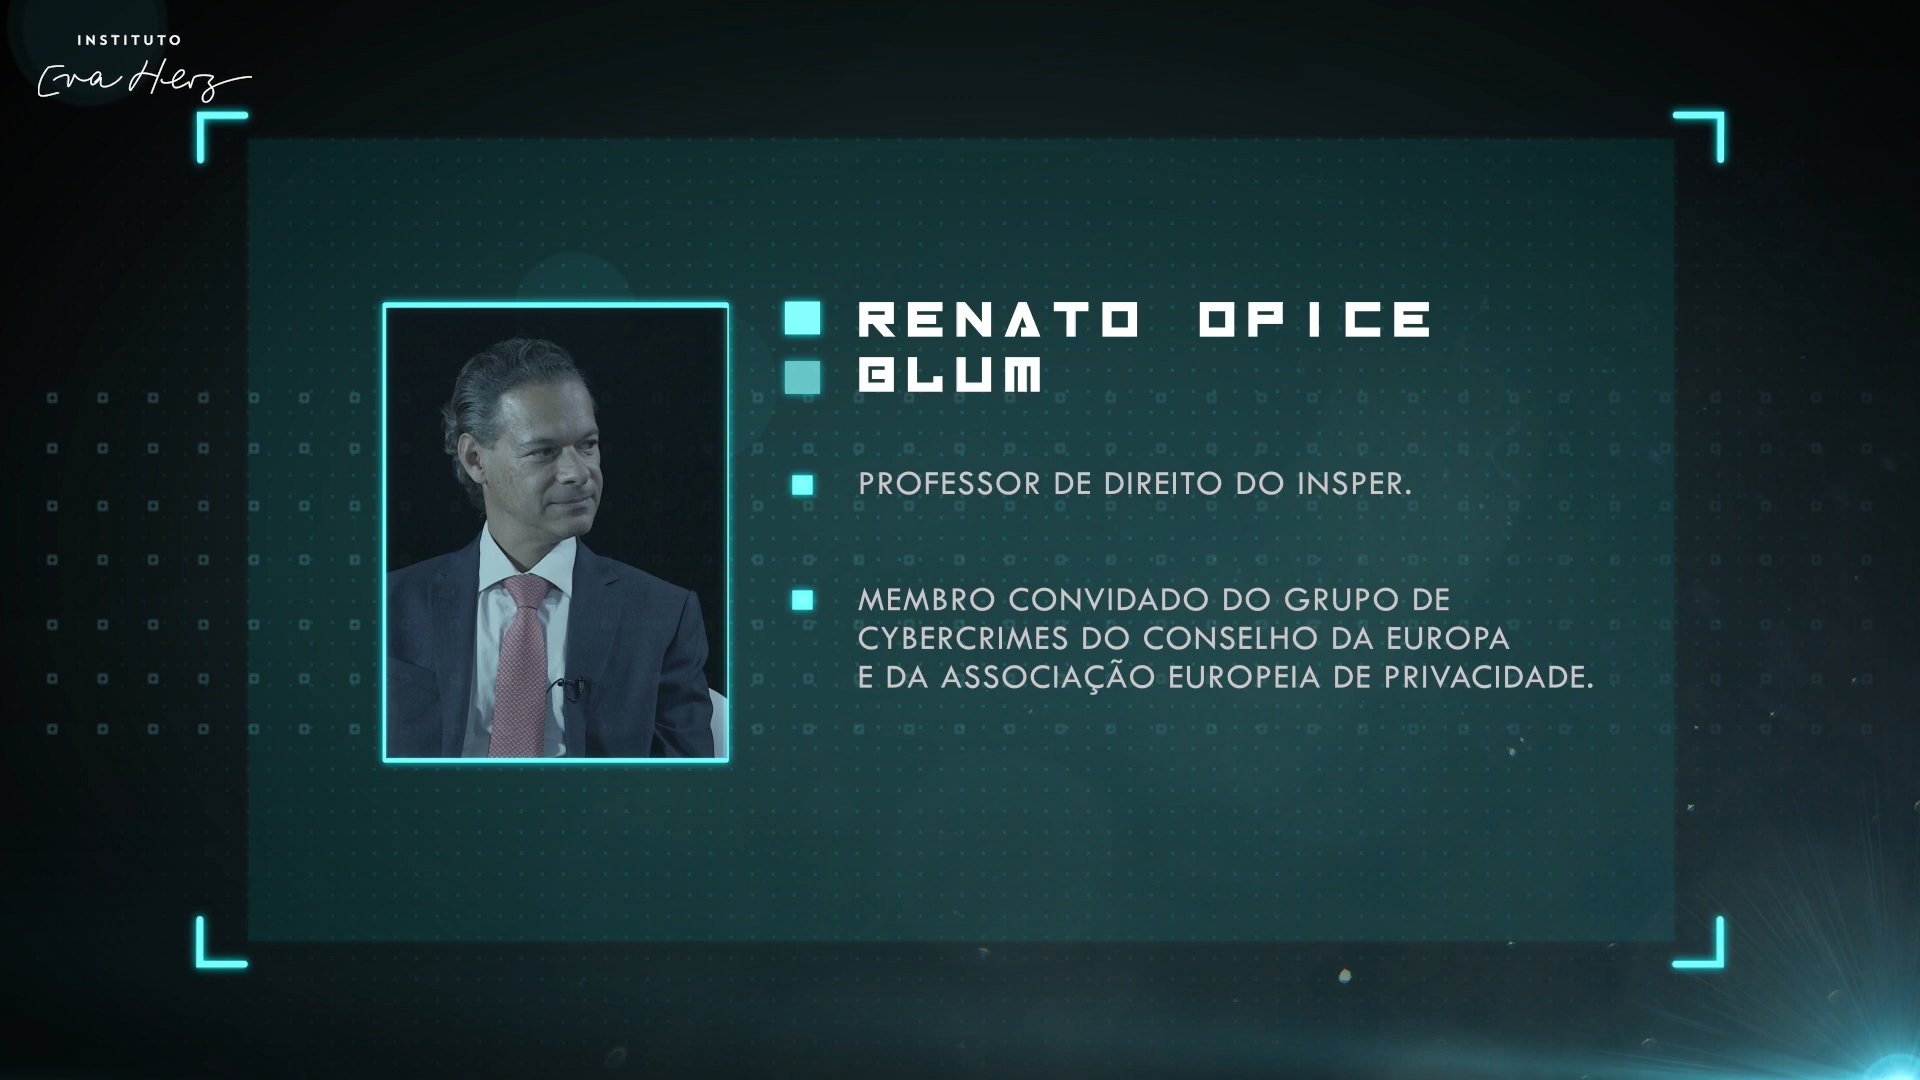 INSTITUTO
Eva Herz
RENATO OPICE
BLUM
PROFESSOR DE DIREITO DO INSPER.
MEMBRO CONVIDADO DO GRUPO DE
CYBERCRIMES DO CONSELHO DA EUROPA
E DA ASSOCIAÇÃO EUROPEIA DE PRIVACIDADE.